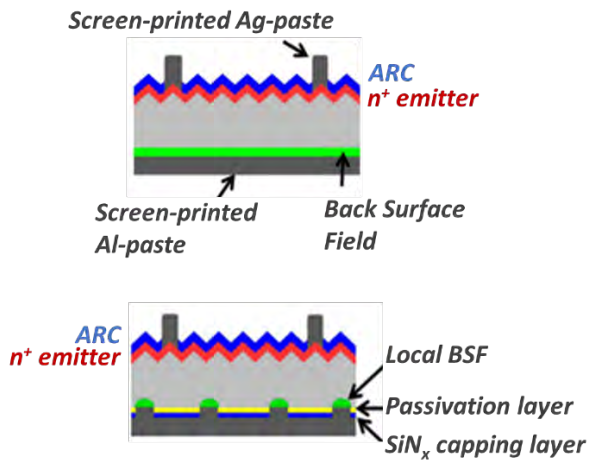 Screen-printed Ag-paste
ARC
n⁺ emitter
Screen-printed
Al-paste
Back Surface
Field
ARC
n⁺ emitter
Local BSF
Passivation layer
SiNₓ capping layer